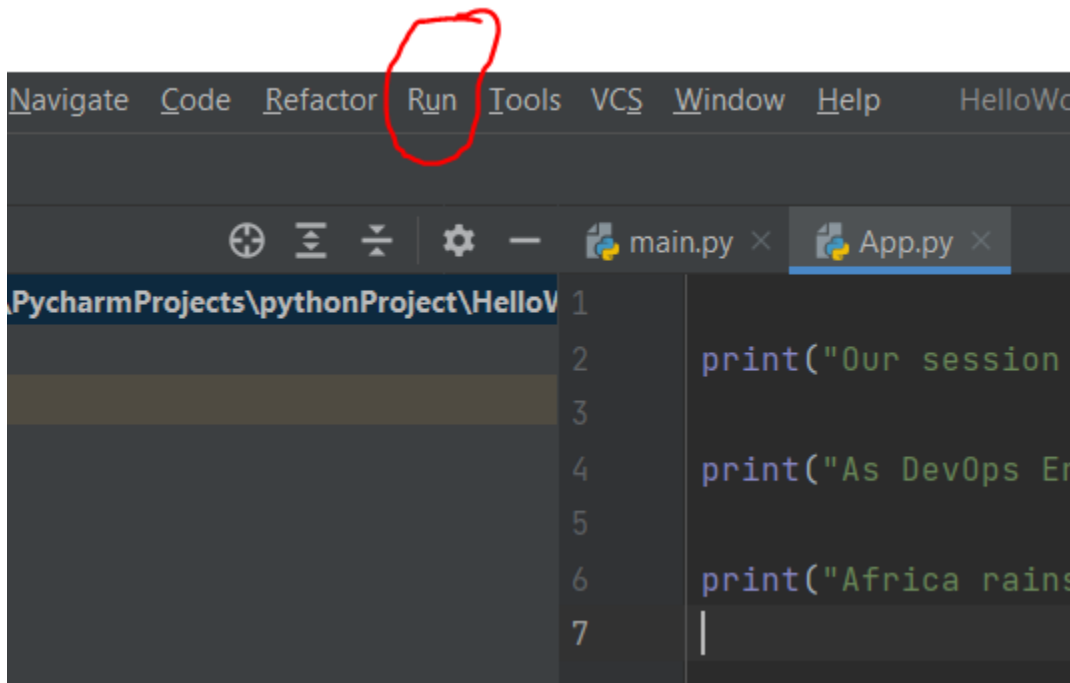 Navigate Code Refactor Run Tools VCS Window Help
main.py App.py
\PycharmProjects\pythonProject\
1
2 print("Our session
3
4 print("As DevOps
5
6 print("Africa rains
7